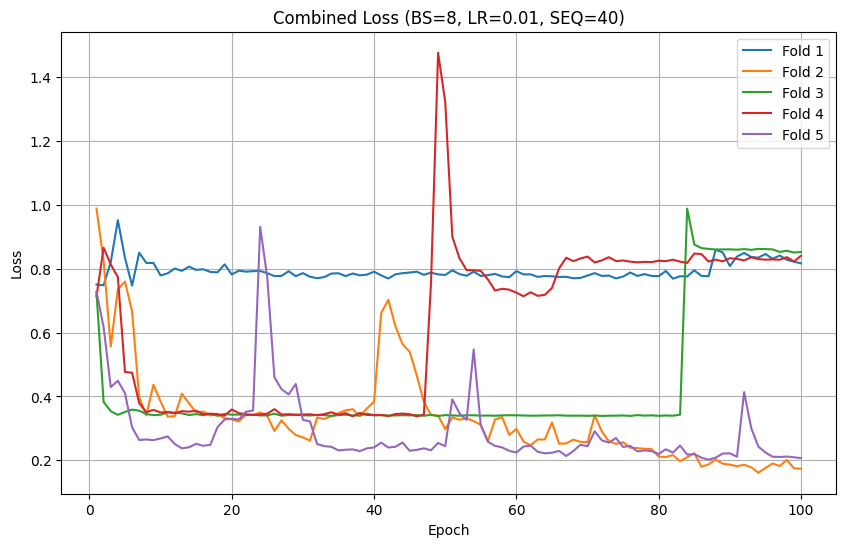 Combined Loss (BS=8, LR=0.01, SEQ=40)
Fold 1
Fold 2
Fold 3
Fold 4
Fold 5
1.4
1.2
1.0
0.8
0.6
0.4
0.2
Loss
0 20 40 60 80 100
Epoch